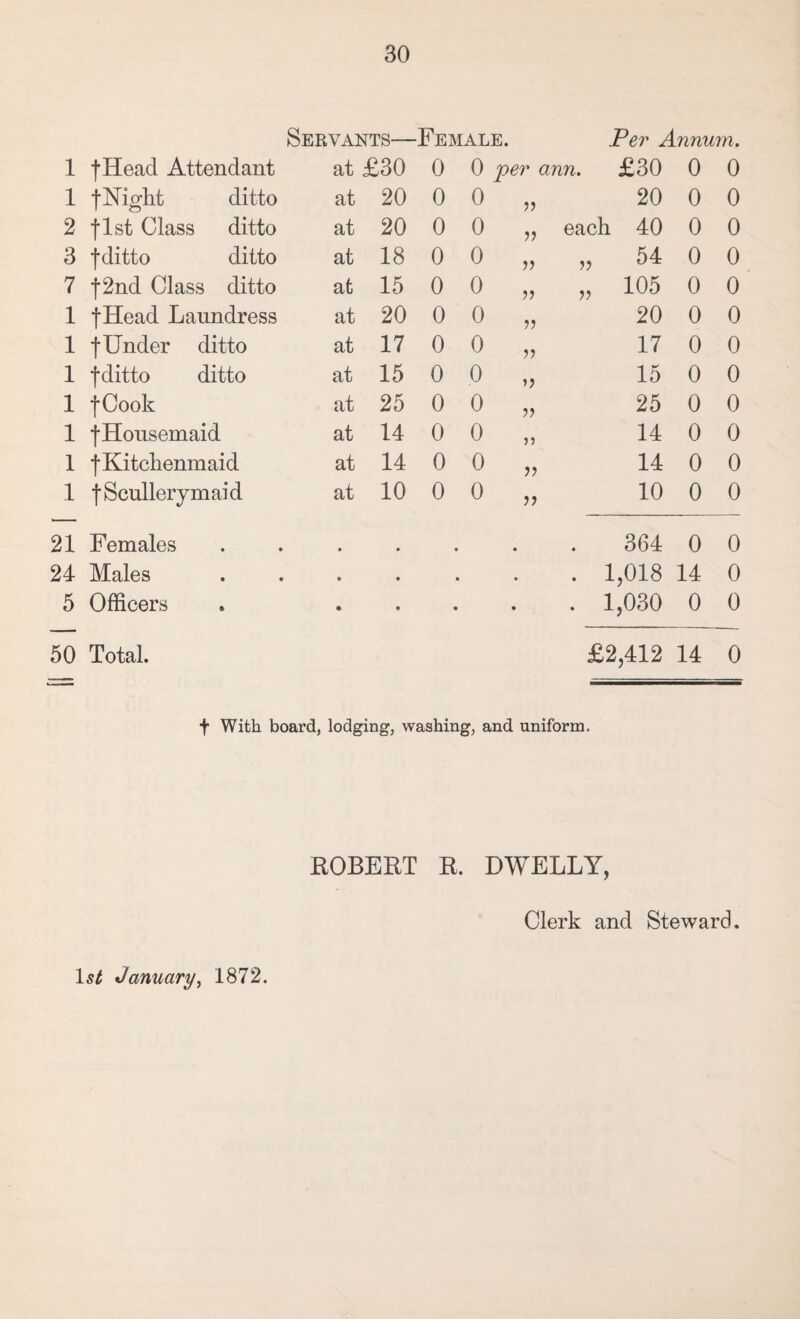 30
Servants—Female. Per Annum.
1 †Head Attendant at £30 0 0 per ann. £30 0 0
1 †Night ditto at 20 0 0 „ 20 0 0
2 †1st Class ditto at 20 0 0 „ each 40 0 0
3 †ditto ditto at 18 0 0 „ „ 54 0 0
7 †2nd Class ditto at 15 0 0 „ „ 105 0 0
1 †Head Laundress at 20 0 0 „ 20 0 0
1 †Under ditto at 17 0 0 „ 17 0 0
1 †ditto ditto at 15 0 0 „ 15 0 0
1 †Cook at 25 0 0 „ 25 0 0
1 †Housemaid at 14 0 0 „ 14 0 0
1 †Kitchenmaid at 14 0 0 „ 14 0 0
1 †Scullerymaid at 10 0 0 „ 10 0 0
21 Females . . . . . . . 364 0 0
24 Males . . . . . . . 1,018 14 0
5 Officers . . . . . . 1,030 0 0
50 Total. £2,412 14 0
† With board, lodging, washing, and uniform.
ROBERT R. DWELLY,
Clerk and Steward.
1st January, 1872.